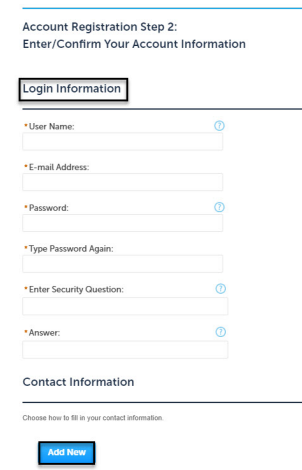 Account Registration Step 2:
Enter/Confirm Your Account Information
Login Information
* User Name: ?
* E-mail Address:
* Password: ?
* Type Password Again:
* Enter Security Question: ?
* Answer: ?
Contact Information
Choose how to fill in your contact information.
Add New